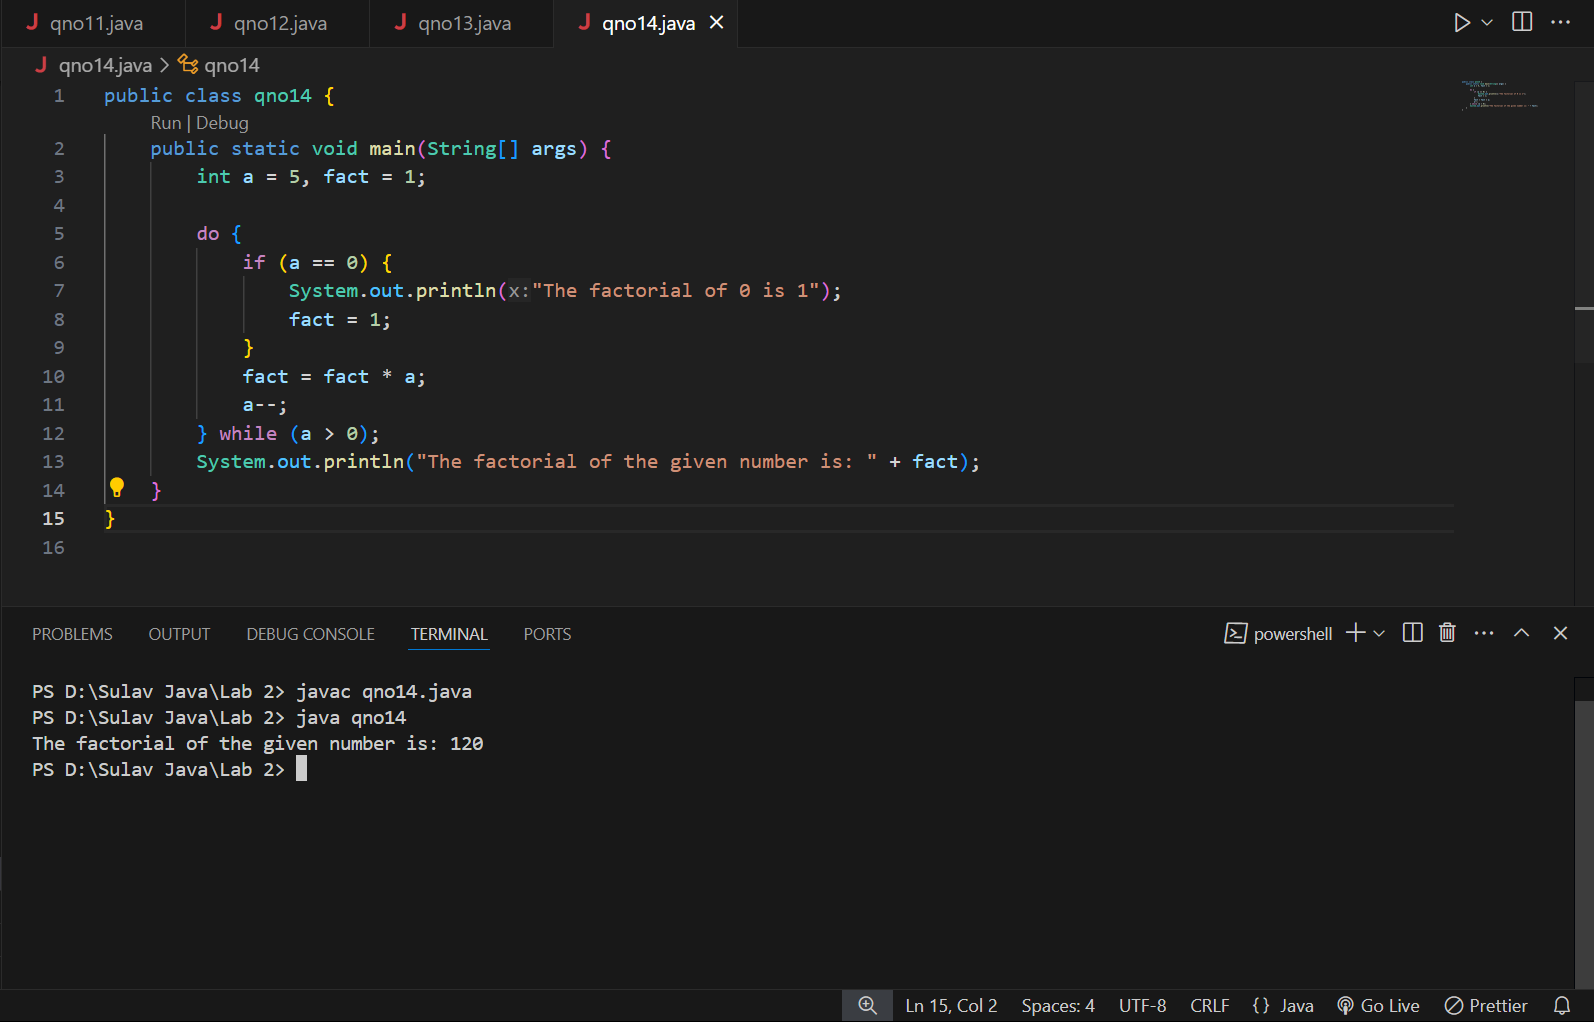 qno11.java qno12.java qno13.java qno14.java
qno14.java > qno14
1 public class qno14 {
Run | Debug
2 public static void main(String[] args) {
3 int a = 5, fact = 1;
4
5 do {
6 if (a == 0) {
7 System.out.println(x:"The factorial of 0 is 1");
8 fact = 1;
9 }
10 fact = fact * a;
11 a--;
12 } while (a > 0);
13 System.out.println("The factorial of the given number is: " + fact);
14 }
15 }
16
PROBLEMS OUTPUT DEBUG CONSOLE TERMINAL PORTS powershell
PS D:\Sulav Java\Lab 2> javac qno14.java
PS D:\Sulav Java\Lab 2> java qno14
The factorial of the given number is: 120
PS D:\Sulav Java\Lab 2>
Ln 15, Col 2 Spaces: 4 UTF-8 CRLF {} Java Go Live Prettier